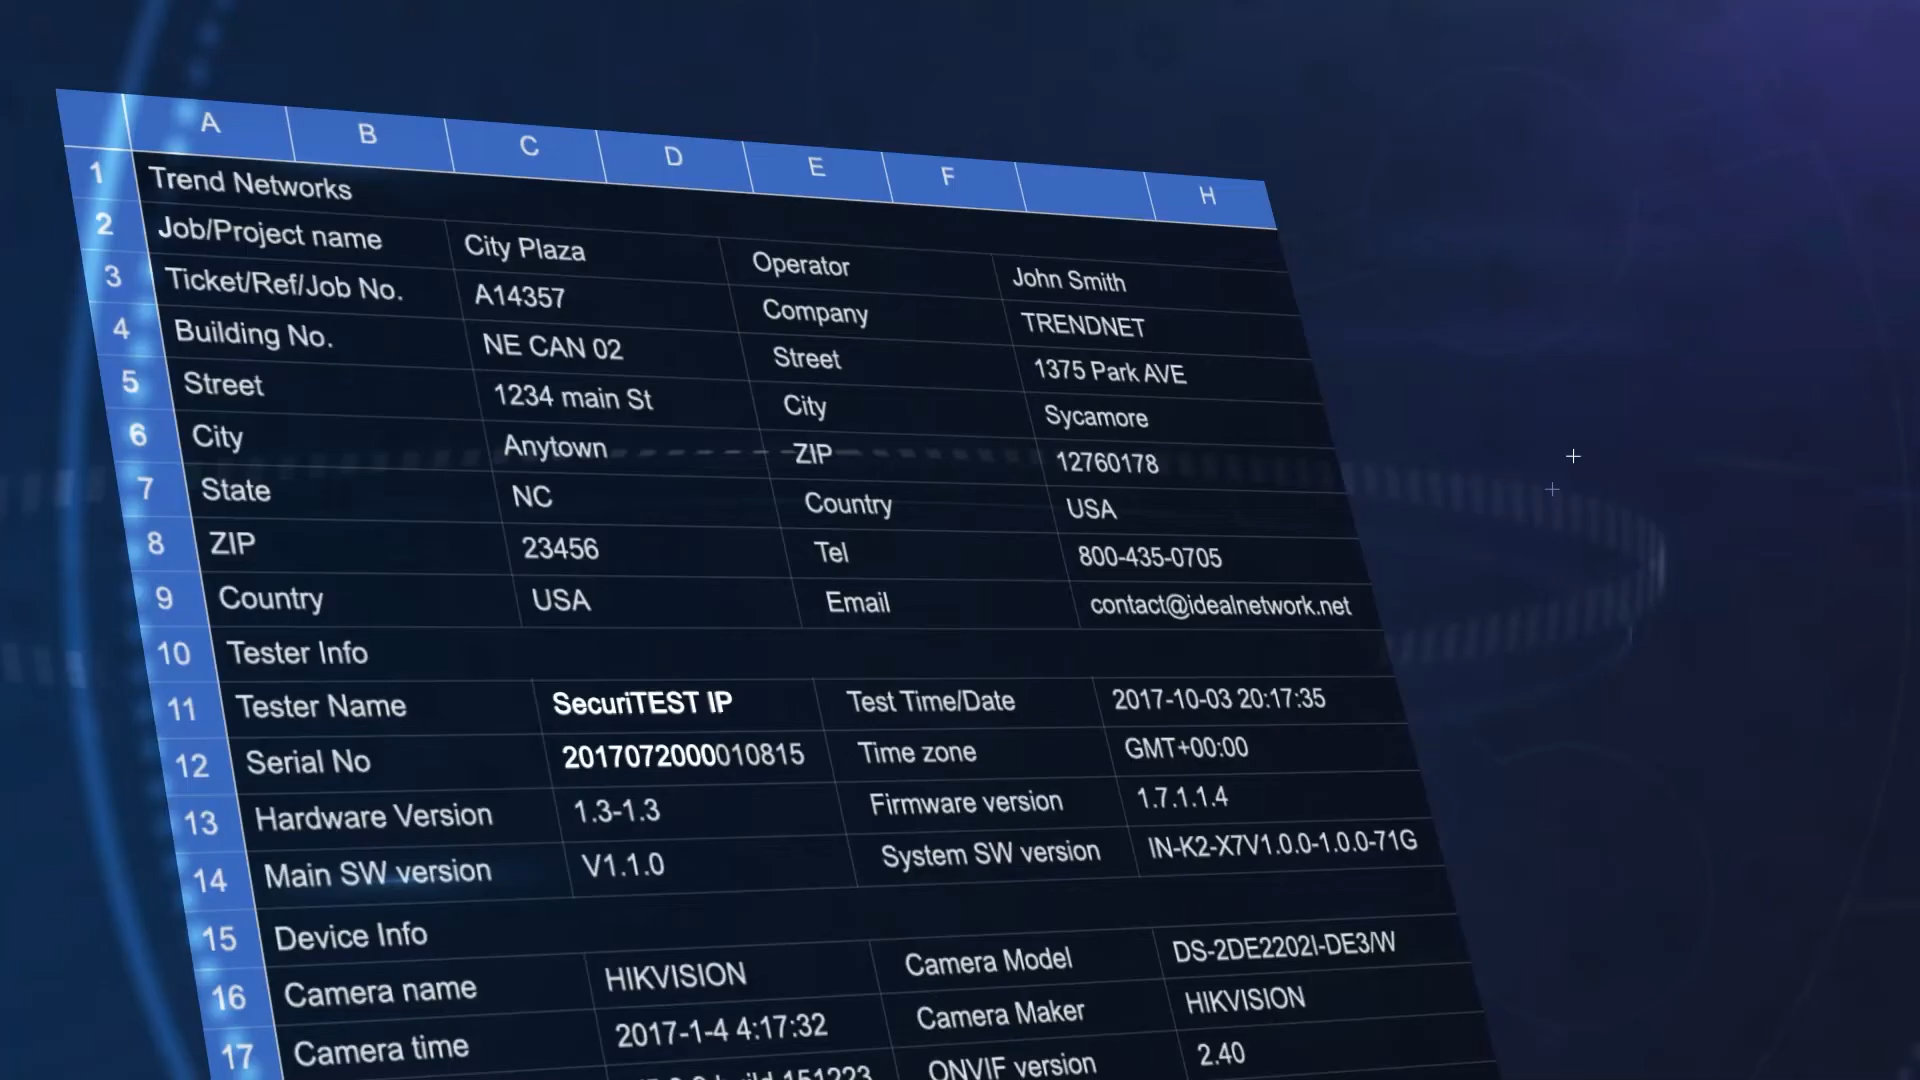 A B C D E F H
1 Trend Networks
2 Job/Project name City Plaza Operator John Smith
3 Ticket/Ref/Job No. A14357 Company TRENDNET
4 Building No. NE CAN 02 Street 1375 Park AVE
5 Street 1234 main St City Sycamore
6 City Anytown ZIP 12760178
7 State NC Country USA
8 ZIP 23456 Tel 800-435-0705
9 Country USA Email contact@idealnetwork.net
10 Tester Info
11 Tester Name SecuriTEST IP Test Time/Date 2017-10-03 20:17:35
12 Serial No 2017072000010815 Time zone GMT+00:00
13 Hardware Version 1.3-1.3 Firmware version 1.7.1.1.4
14 Main SW version V1.1.0 System SW version IN-K2-X7V1.0.0-1.0.0-71G
15 Device Info
16 Camera name HIKVISION Camera Model DS-2DE2202I-DE3/W
17 Camera time 2017-1-4 4:17:32 Camera Maker HIKVISION
151223 ONVIF version 2.40